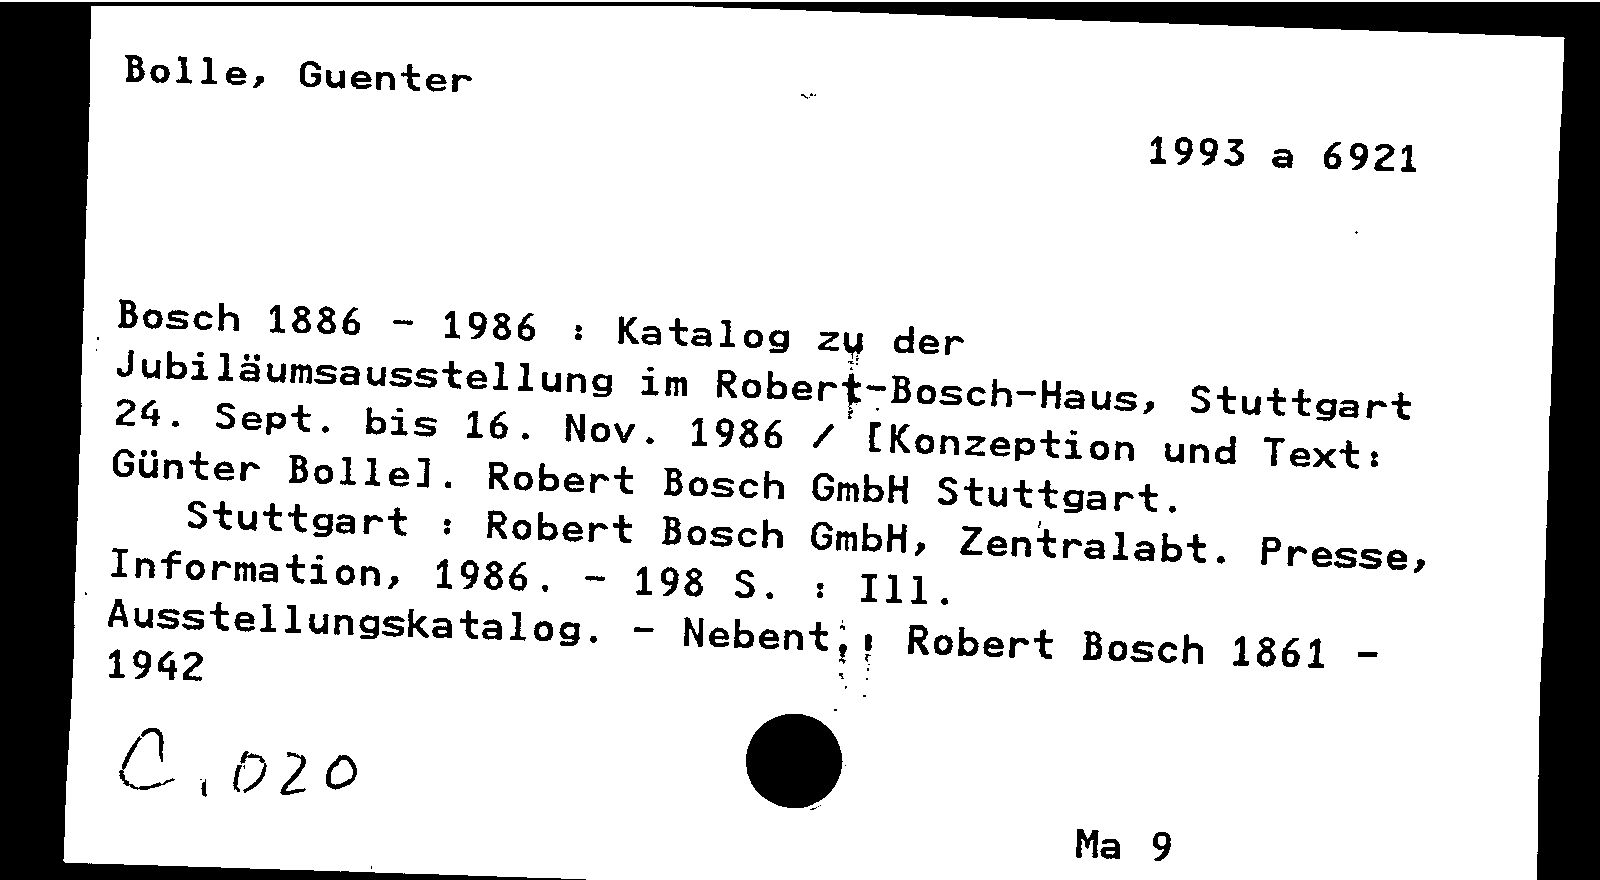 Bolle, Guenter
1993 a 6921
Bosch 1886 - 1986 : Katalog zu der
Jubiläumsausstellung im Robert-Bosch-Haus, Stuttgart
24. Sept. bis 16. Nov. 1986 / [Konzeption und Text:
Günter Bolle]. Robert Bosch GmbH Stuttgart.
Stuttgart : Robert Bosch GmbH, Zentralabt. Presse,
Information, 1986. - 198 S. : Ill.
Ausstellungskatalog. - Nebent.: Robert Bosch 1861 -
1942
C.020
Ma 9